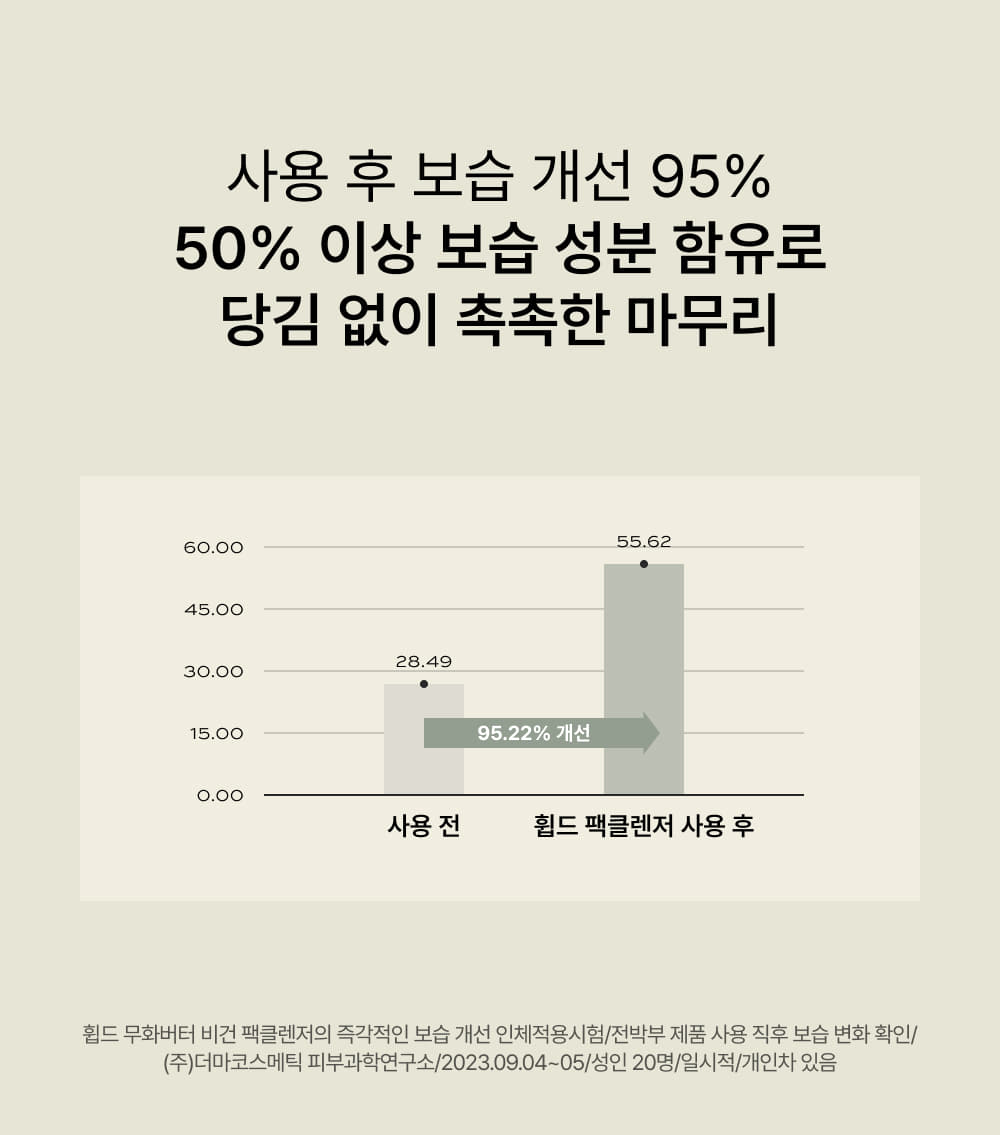 사용 후 보습 개선 95%
50% 이상 보습 성분 함유로
당김 없이 촉촉한 마무리
60.00
45.00
30.00
15.00
0.00
28.49
55.62
95.22% 개선
사용 전
휩드 팩클렌저 사용 후
휩드 무화버터 비건 팩클렌저의 즉각적인 보습 개선 인체적용시험/전박부 제품 사용 직후 보습 변화 확인/
(주)더마코스메틱 피부과학연구소/2023.09.04~05/성인 20명/일시적/개인차 있음